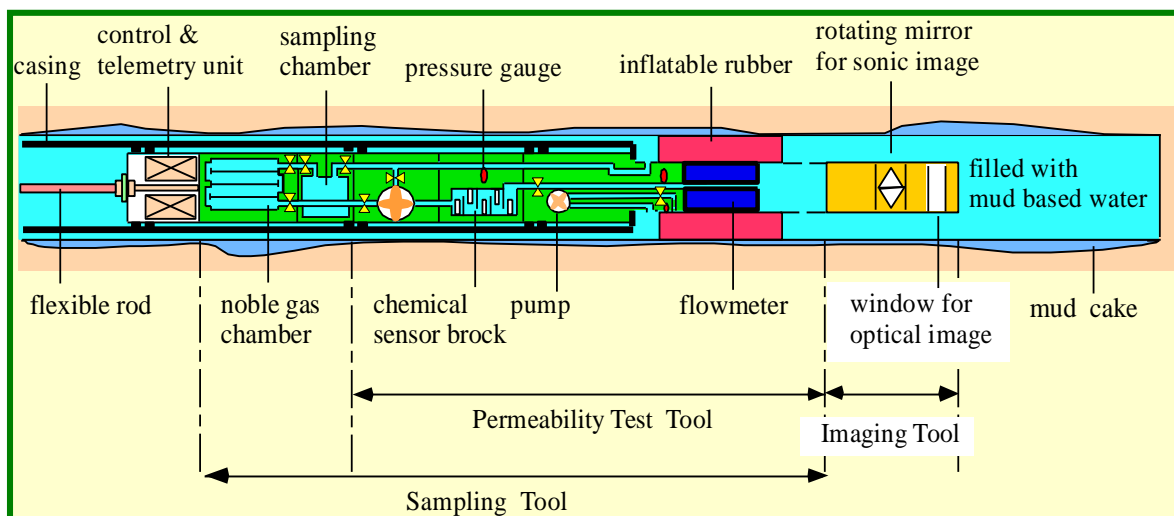 control &
telemetry unit
sampling
chamber
rotating mirror
for sonic image
casing
pressure gauge
inflatable rubber
filled with
mud based water
flexible rod
noble gas
chamber
chemical
sensor brock
pump
flowmeter
window for
optical image
mud cake
Permeability Test Tool
Imaging Tool
Sampling Tool